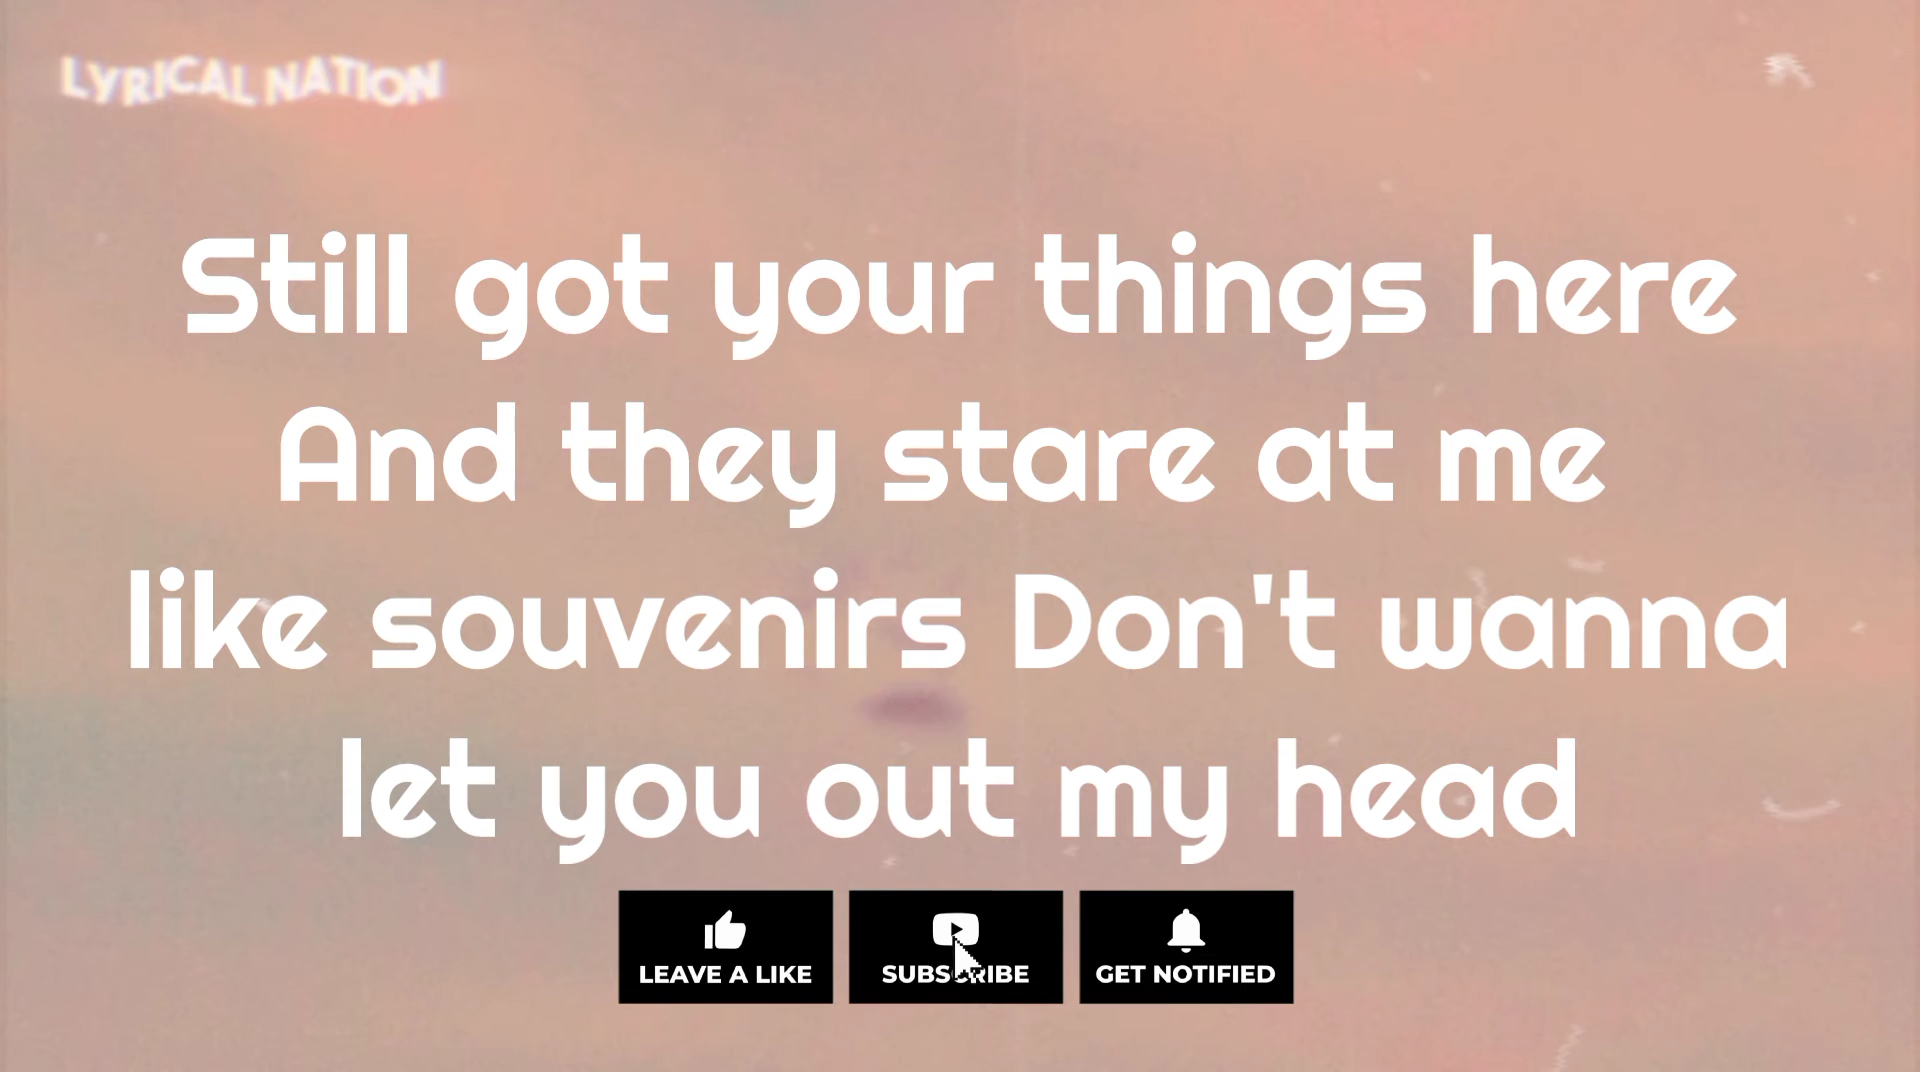 LYRICAL NATION
Still got your things here
And they stare at me
like souvenirs Don't wanna
let you out my head
LEAVE A LIKE
SUBSCRIBE
GET NOTIFIED